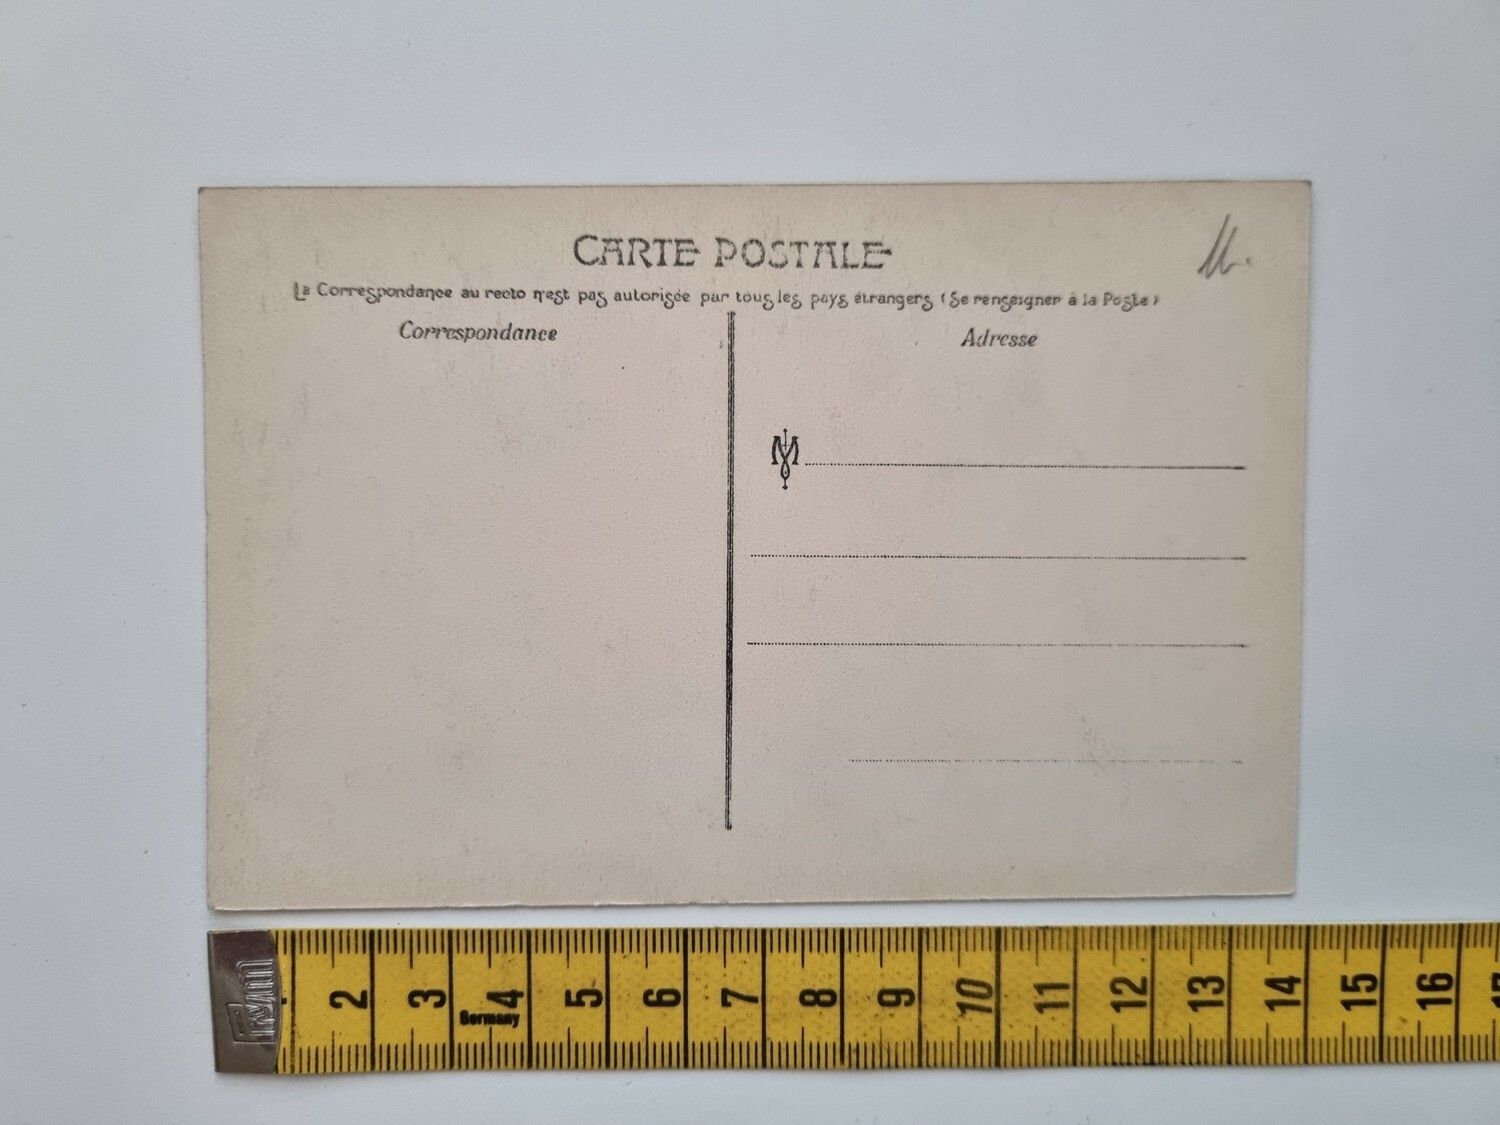 CARTE POSTALE
La Correspondance au recto n'est pas autorisée par tous les pays étrangers (Se renseigner à la Poste)
Correspondance
Adresse
M
2 3 4 5 6 7 8 9 10 11 12 13 14 15 16
Germany